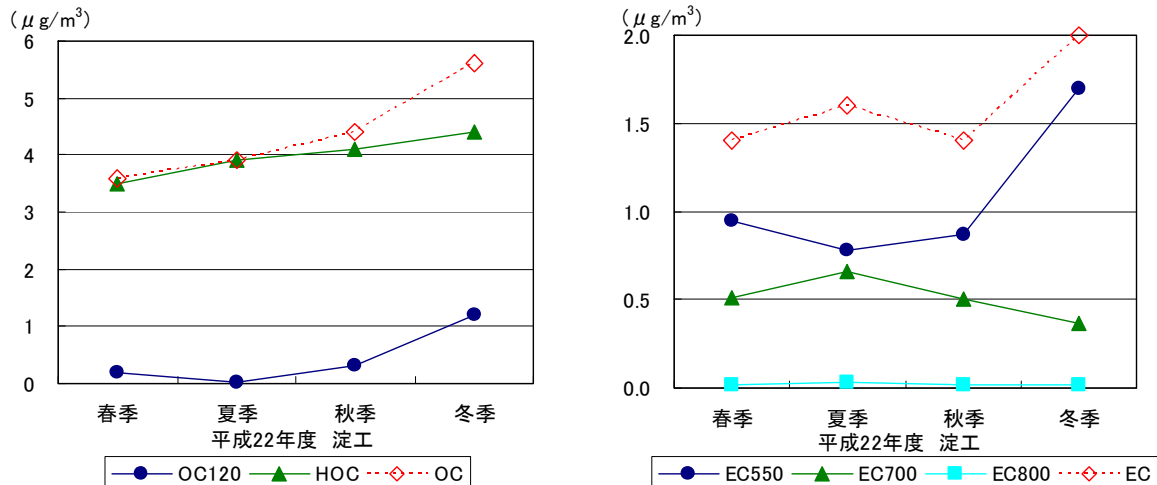 (μg/m³)
6
5
4
3
2
1
0
春季 夏季 秋季 冬季
平成22年度 淀工
OC120 HOC OC
(μg/m³)
2.0
1.5
1.0
0.5
0.0
春季 夏季 秋季 冬季
平成22年度 淀工
EC550 EC700 EC800 EC